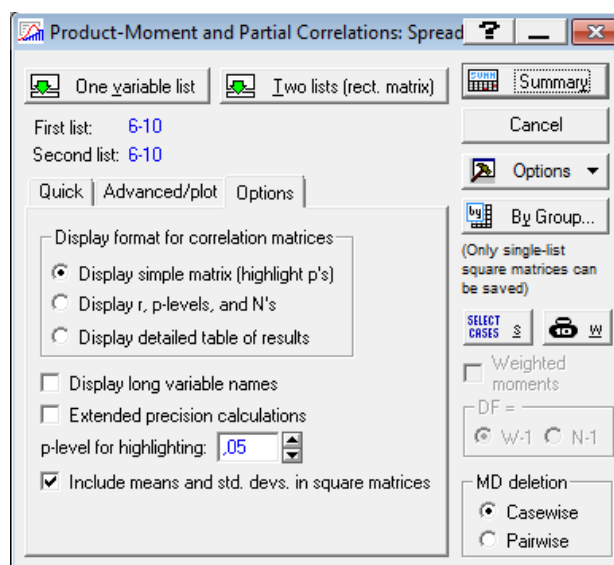 Product-Moment and Partial Correlations: Spread
One variable list
Two lists (rect. matrix)
First list: 6-10
Second list: 6-10
Quick
Advanced/plot
Options
Display format for correlation matrices
Display simple matrix (highlight p's)
Display r, p-levels, and N's
Display detailed table of results
Display long variable names
Extended precision calculations
p-level for highlighting: ,05
Include means and std. devs. in square matrices
SUMM
Summary
Cancel
Options
by
By Group...
(Only single-list
square matrices can
be saved)
SELECT
CASES
S
W
Weighted
moments
DF =
W-1
N-1
MD deletion
Casewise
Pairwise